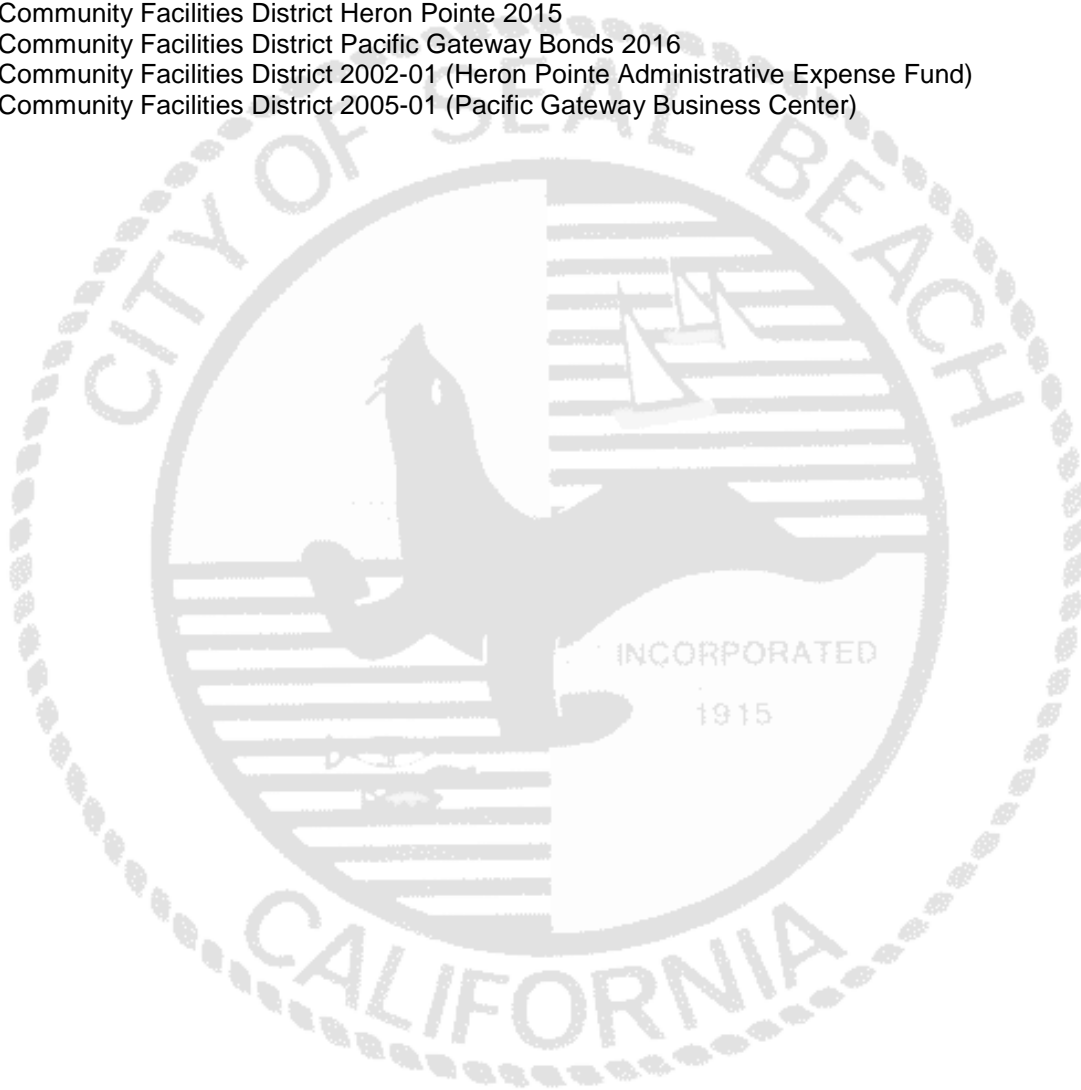 Community Facilities District Heron Pointe 2015
Community Facilities District Pacific Gateway Bonds 2016
Community Facilities District 2002-01 (Heron Pointe Administrative Expense Fund)
Community Facilities District 2005-01 (Pacific Gateway Business Center)
CITY OF SEAL BEACH
INCORPORATED
1915
CALIFORNIA